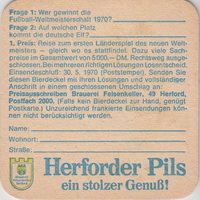 Frage 1: Wer gewinnt die
Fußball-Weltmeisterschaft 1970?
Frage 2: Auf welchen Platz
kommt die deutsche Elf?
1. Preis: Reise zum ersten Länderspiel des neuen Welt-
meisters – gleich wo es stattfindet. Dazu viele Sach-
preise im Gesamtwert von 5000.– DM. Rechtsweg ausge-
schlossen. Bei mehreren richtigen Lösungen Losentscheid.
Einsendeschluß: 30. 5. 1970 (Poststempel). Senden Sie
diesen Bierdeckel mit Ihren Lösungen und vollständiger
Anschrift in einem geschlossenen Umschlag an:
Preisausschreiben Brauerei Felsenkeller, 49 Herford,
Postfach 2000. (Falls kein Bierdeckel zur Hand, genügt
Postkarte.) Unzureichend frankierte Einsendungen kön-
nen nicht berücksichtigt werden.
Name:
Wohnort:
Straße:
Herforder Pils
ein stolzer Genuß!